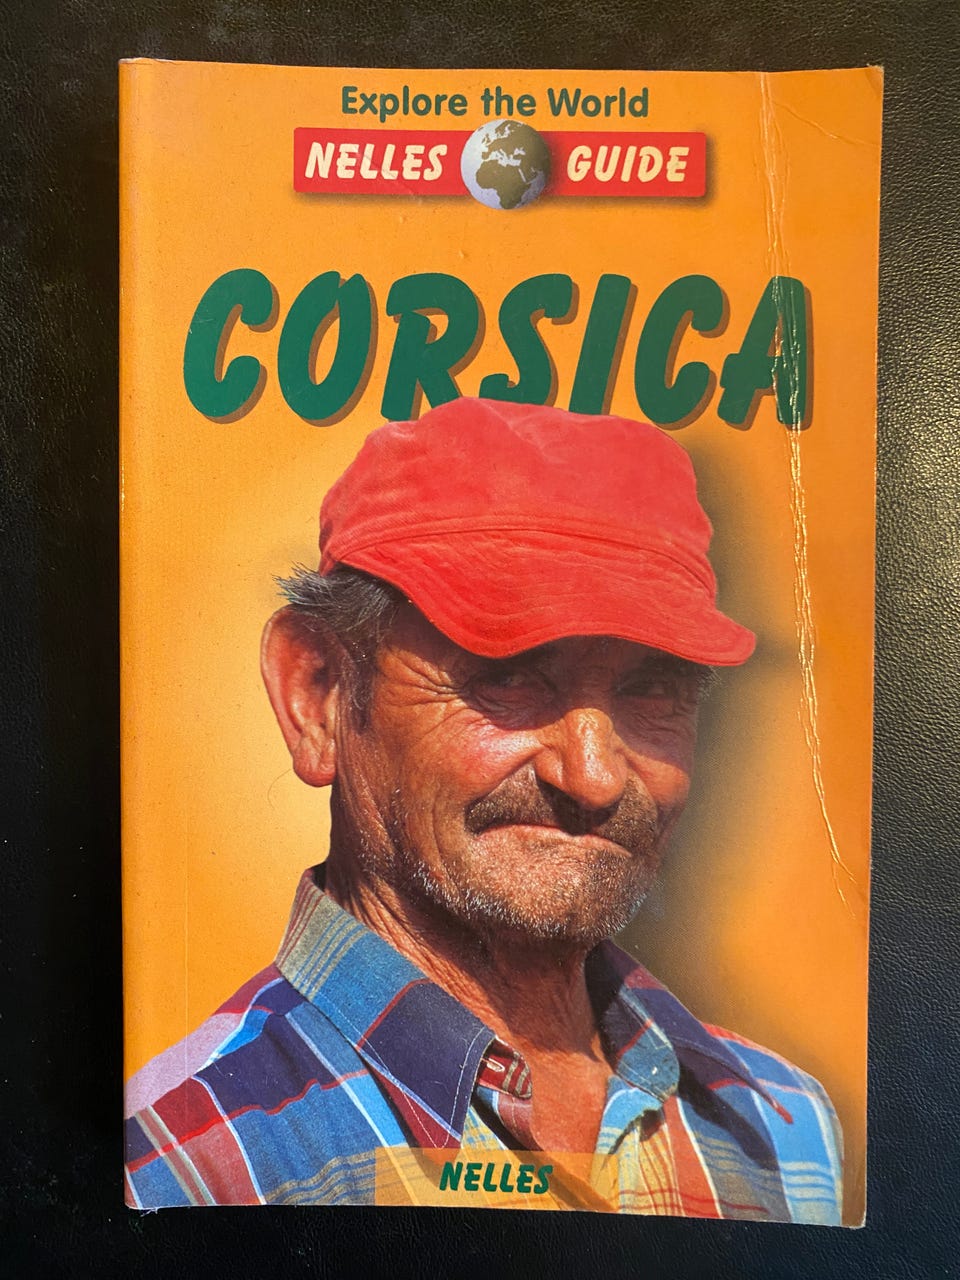 Explore the World
NELLES GUIDE
CORSICA
NELLES